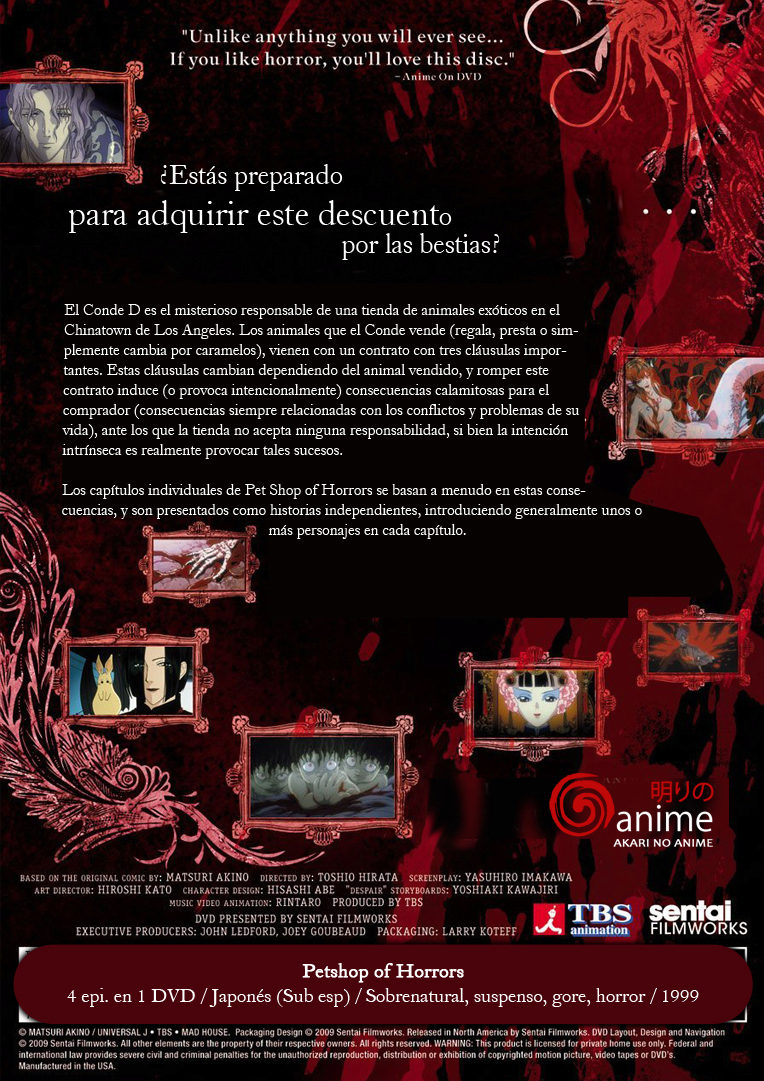 "Unlike anything you will ever see...
If you like horror, you'll love this disc."
- Anime On DVD
¿Estás preparado
para adquirir este descuento . . .
por las bestias?
El Conde D es el misterioso responsable de una tienda de animales exóticos en el
Chinatown de Los Angeles. Los animales que el Conde vende (regala, presta o sim-
plemente cambia por caramelos), vienen con un contrato con tres cláusulas impor-
tantes. Estas cláusulas cambian dependiendo del animal vendido, y romper este
contrato induce (o provoca intencionalmente) consecuencias calamitosas para el
comprador (consecuencias siempre relacionadas con los conflictos y problemas de su
vida), ante los que la tienda no acepta ninguna responsabilidad, si bien la intención
intrínseca es realmente provocar tales sucesos.
Los capítulos individuales de Pet Shop of Horrors se basan a menudo en estas conse-
cuencias, y son presentados como historias independientes, introduciendo generalmente unos o
más personajes en cada capítulo.
明りの
anime
AKARI NO ANIME
BASED ON THE ORIGINAL COMIC BY: MATSURI AKINO DIRECTED BY: TOSHIO HIRATA SCREENPLAY: YASUHIRO IMAKAWA
ART DIRECTOR: HIROSHI KATO CHARACTER DESIGN: HISASHI ABE "DESPAIR" STORYBOARDS: YOSHIAKI KAWAJIRI
MUSIC VIDEO ANIMATION: RINTARO PRODUCED BY TBS
DVD PRESENTED BY SENTAI FILMWORKS
EXECUTIVE PRODUCERS: JOHN LEDFORD, JOEY GOUBEAUD PACKAGING: LARRY KOTEFF
TBS
animation
sentai
FILMWORKS
Petshop of Horrors
4 epi. en 1 DVD / Japonés (Sub esp) / Sobrenatural, suspenso, gore, horror / 1999
© MATSURI AKINO / UNIVERSAL J • TBS • MAD HOUSE. Packaging Design © 2009 Sentai Filmworks. Released in North America by Sentai Filmworks. DVD Layout, Design and Navigation
© 2009 Sentai Filmworks. All other elements are the property of their respective owners. All rights reserved. WARNING: This product is licensed for private home use only. Federal and
international law provides severe civil and criminal penalties for the unauthorized reproduction, distribution or exhibition of copyrighted motion picture, video tapes or DVD's.
Manufactured in the USA.